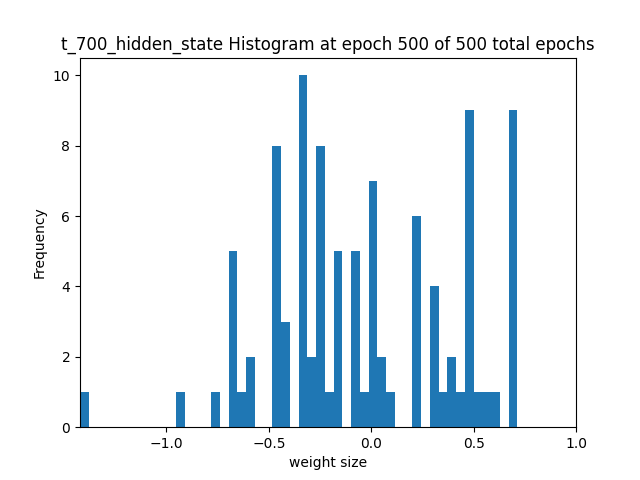 t_700_hidden_state Histogram at epoch 500 of 500 total epochs
10
8
6
4
2
0
Frequency
−1.0 −0.5 0.0 0.5 1.0
weight size